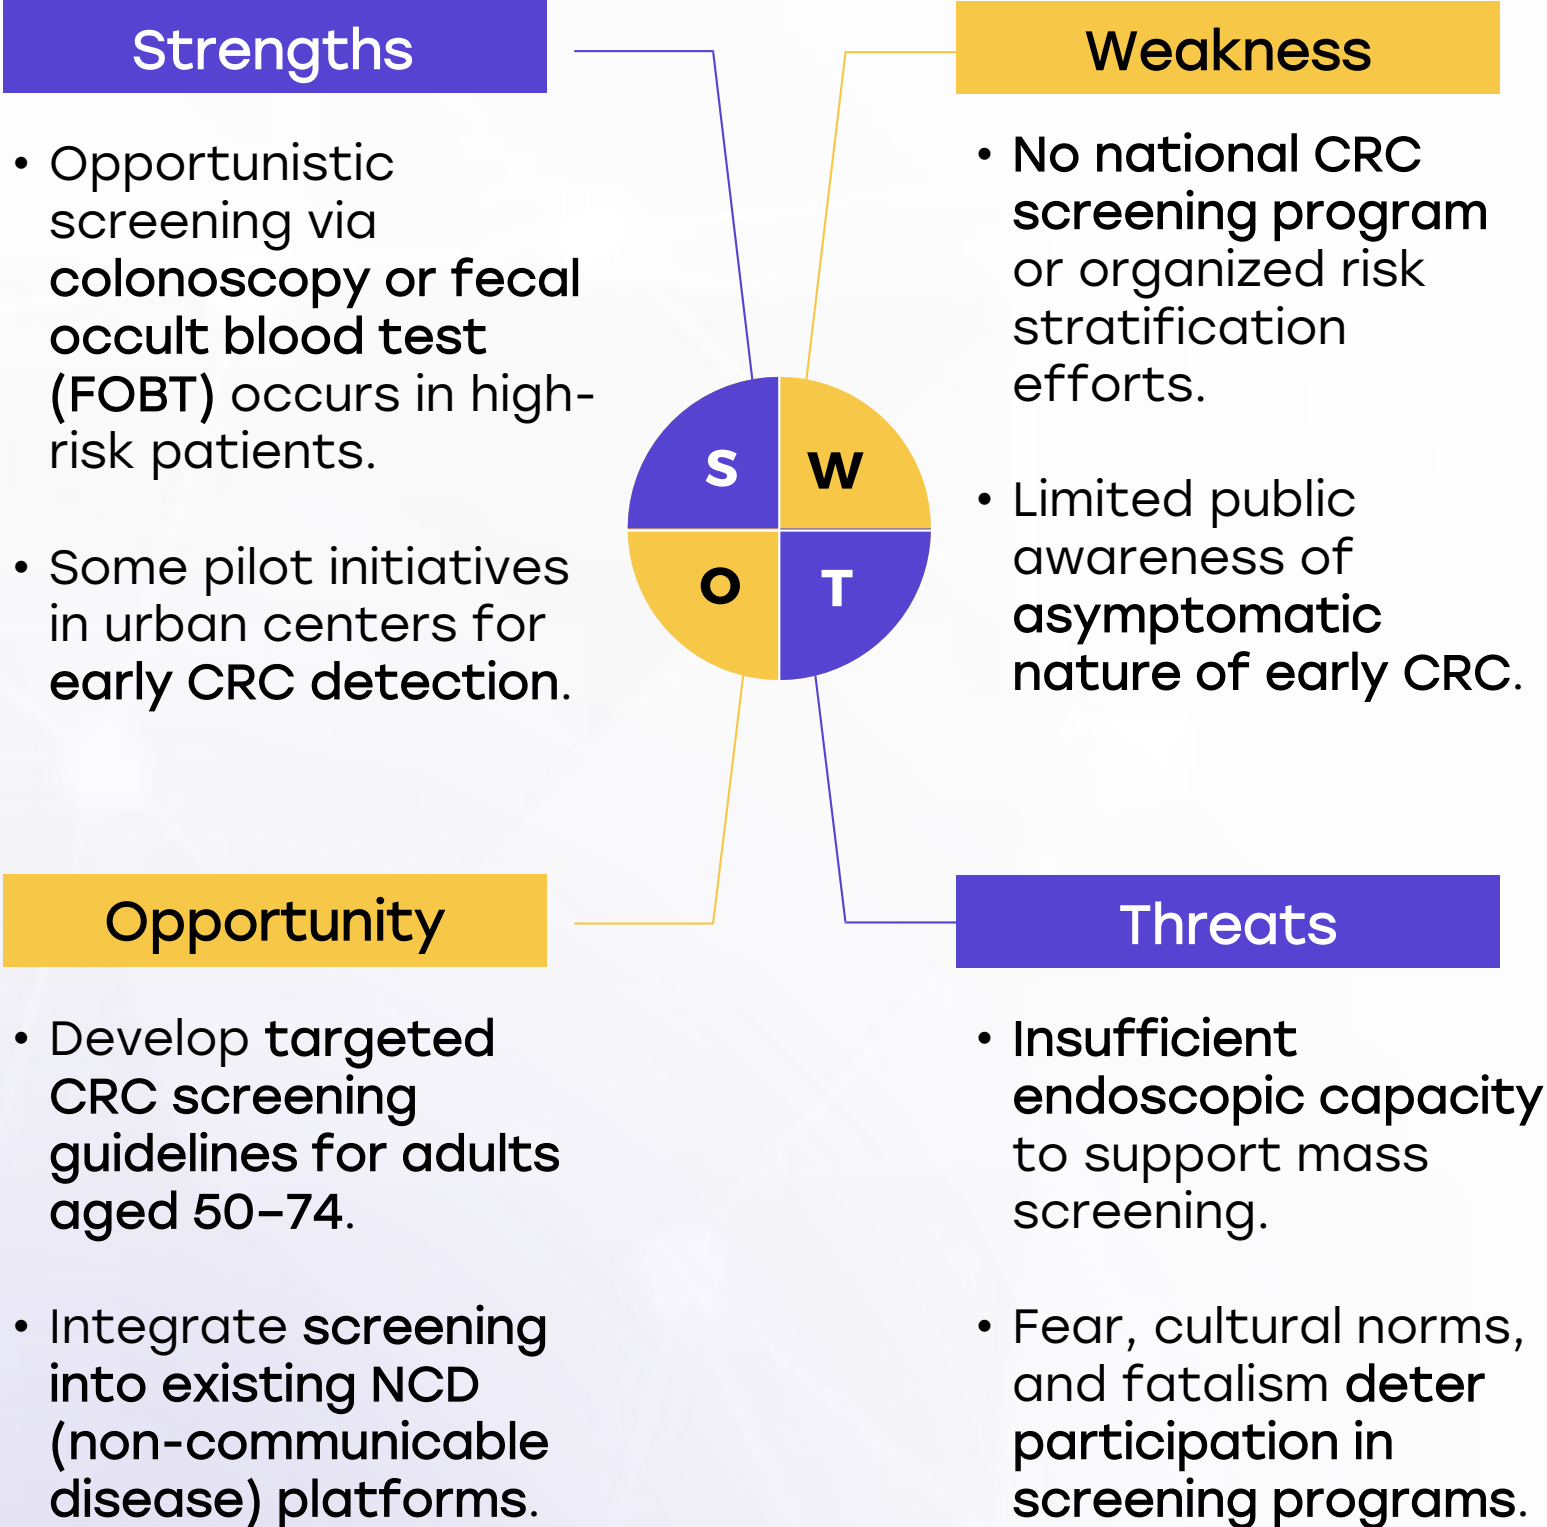 Strengths
• Opportunistic
screening via
colonoscopy or fecal
occult blood test
(FOBT) occurs in high-
risk patients.
• Some pilot initiatives
in urban centers for
early CRC detection.
Weakness
• No national CRC
screening program
or organized risk
stratification
efforts.
• Limited public
awareness of
asymptomatic
nature of early CRC.
S
W
O
T
Opportunity
• Develop targeted
CRC screening
guidelines for adults
aged 50–74.
• Integrate screening
into existing NCD
(non-communicable
disease) platforms.
Threats
• Insufficient
endoscopic capacity
to support mass
screening.
• Fear, cultural norms,
and fatalism deter
participation in
screening programs.